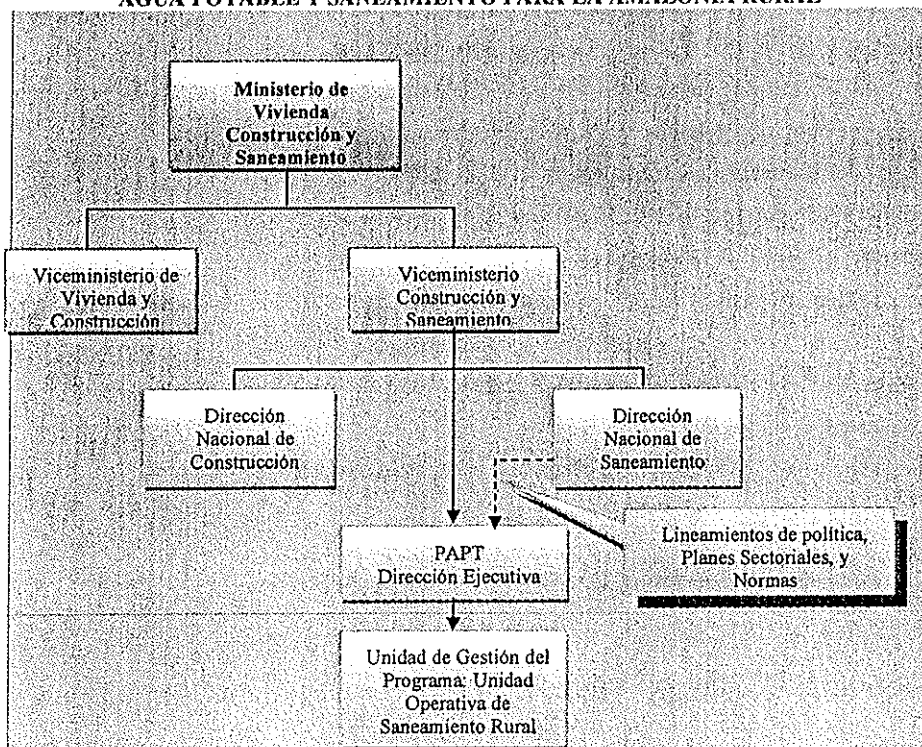 AGUA POTABLE Y SANEAMIENTO PARA LA AMAZONIA RURAL
Ministerio de
Vivienda
Construcción y
Saneamiento
Viceministerio de
Vivienda y
Construcción
Viceministerio
Construcción y
Saneamiento
Dirección
Nacional de
Construcción
Dirección
Nacional de
Saneamiento
Lineamientos de política,
Planes Sectoriales, y
Normas
PAPT
Dirección Ejecutiva
Unidad de Gestión del
Programa: Unidad
Operativa de
Saneamiento Rural